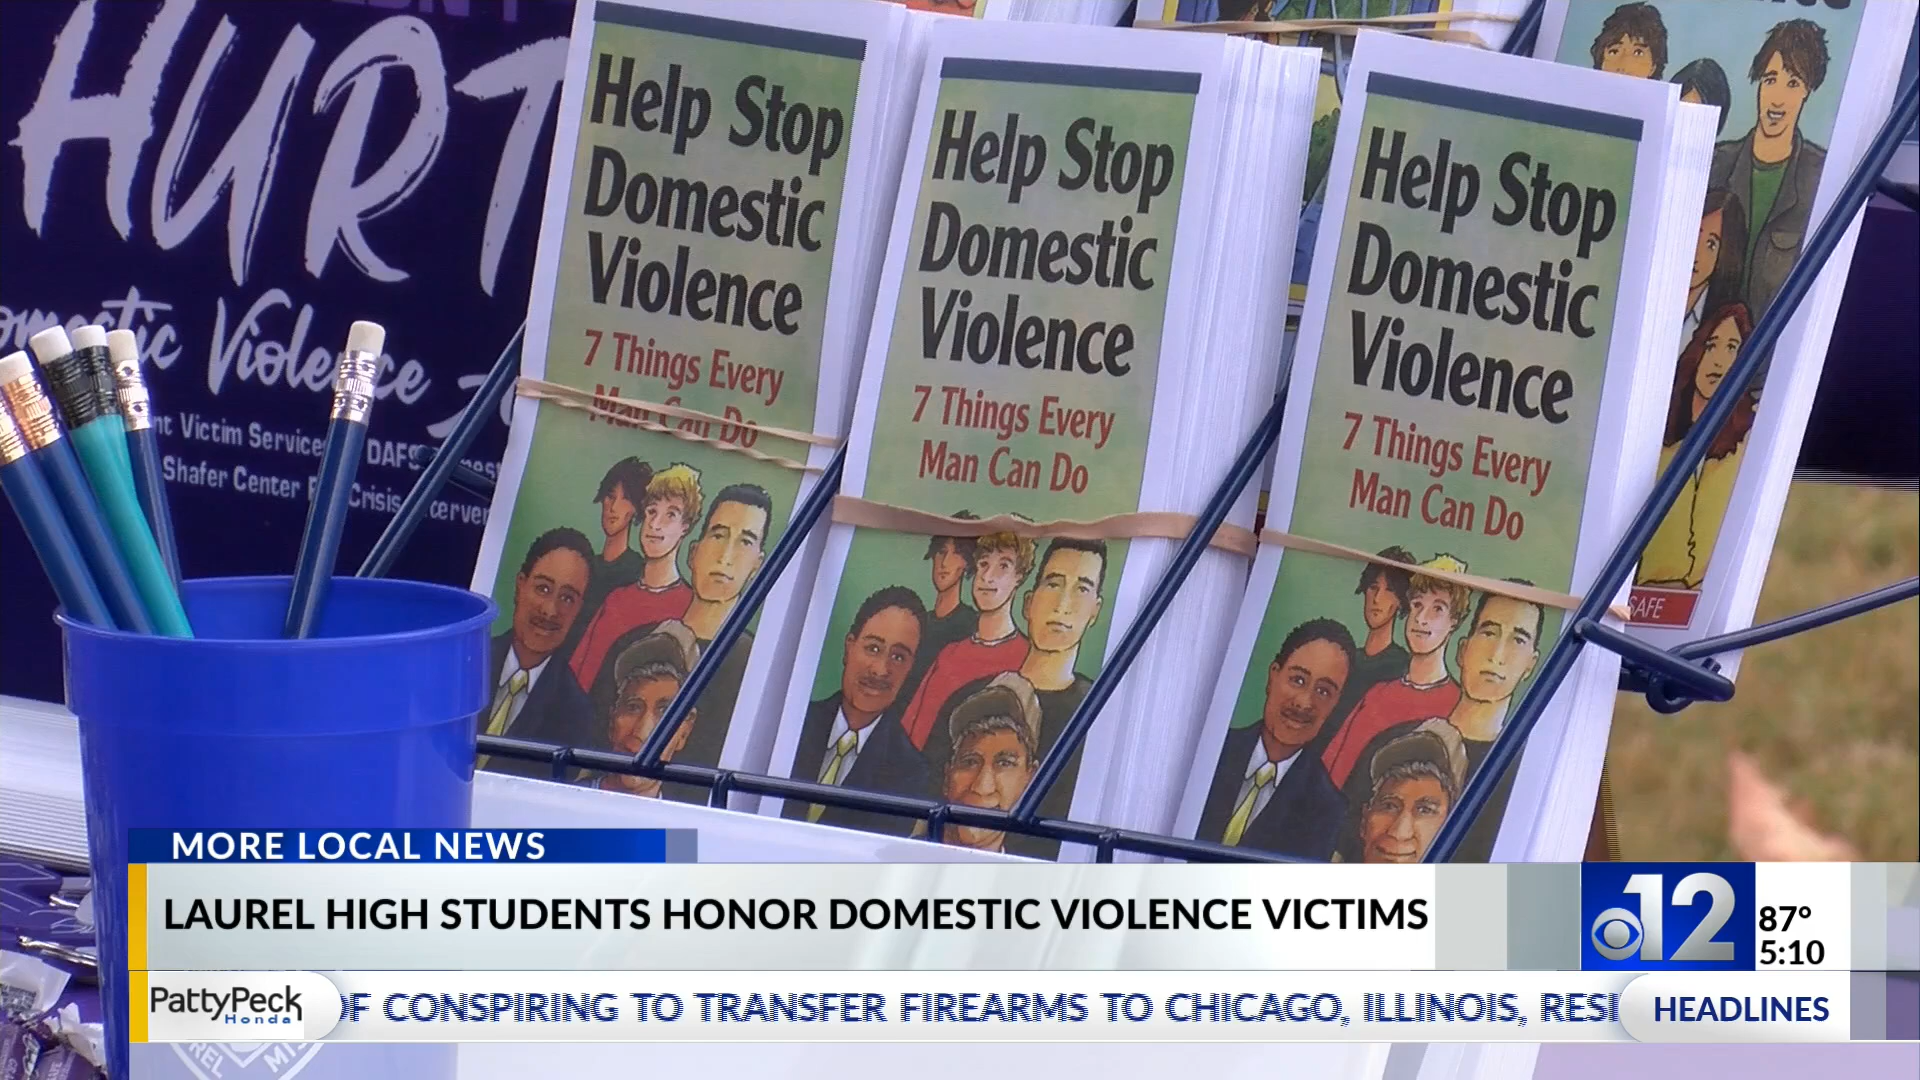 HURT
Domestic Violence
nt Victim Services DAFS
Shafer Center Crisis
Help Stop
Domestic
Violence
7 Things Every
Man Can Do
Help Stop
Domestic
Violence
7 Things Every
Man Can Do
Help Stop
Domestic
Violence
7 Things Every
Man Can Do
SAFE
MORE LOCAL NEWS
LAUREL HIGH STUDENTS HONOR DOMESTIC VIOLENCE VICTIMS
12
87°
5:10
PattyPeck
Honda
OF CONSPIRING TO TRANSFER FIREARMS TO CHICAGO, ILLINOIS, RESI
HEADLINES